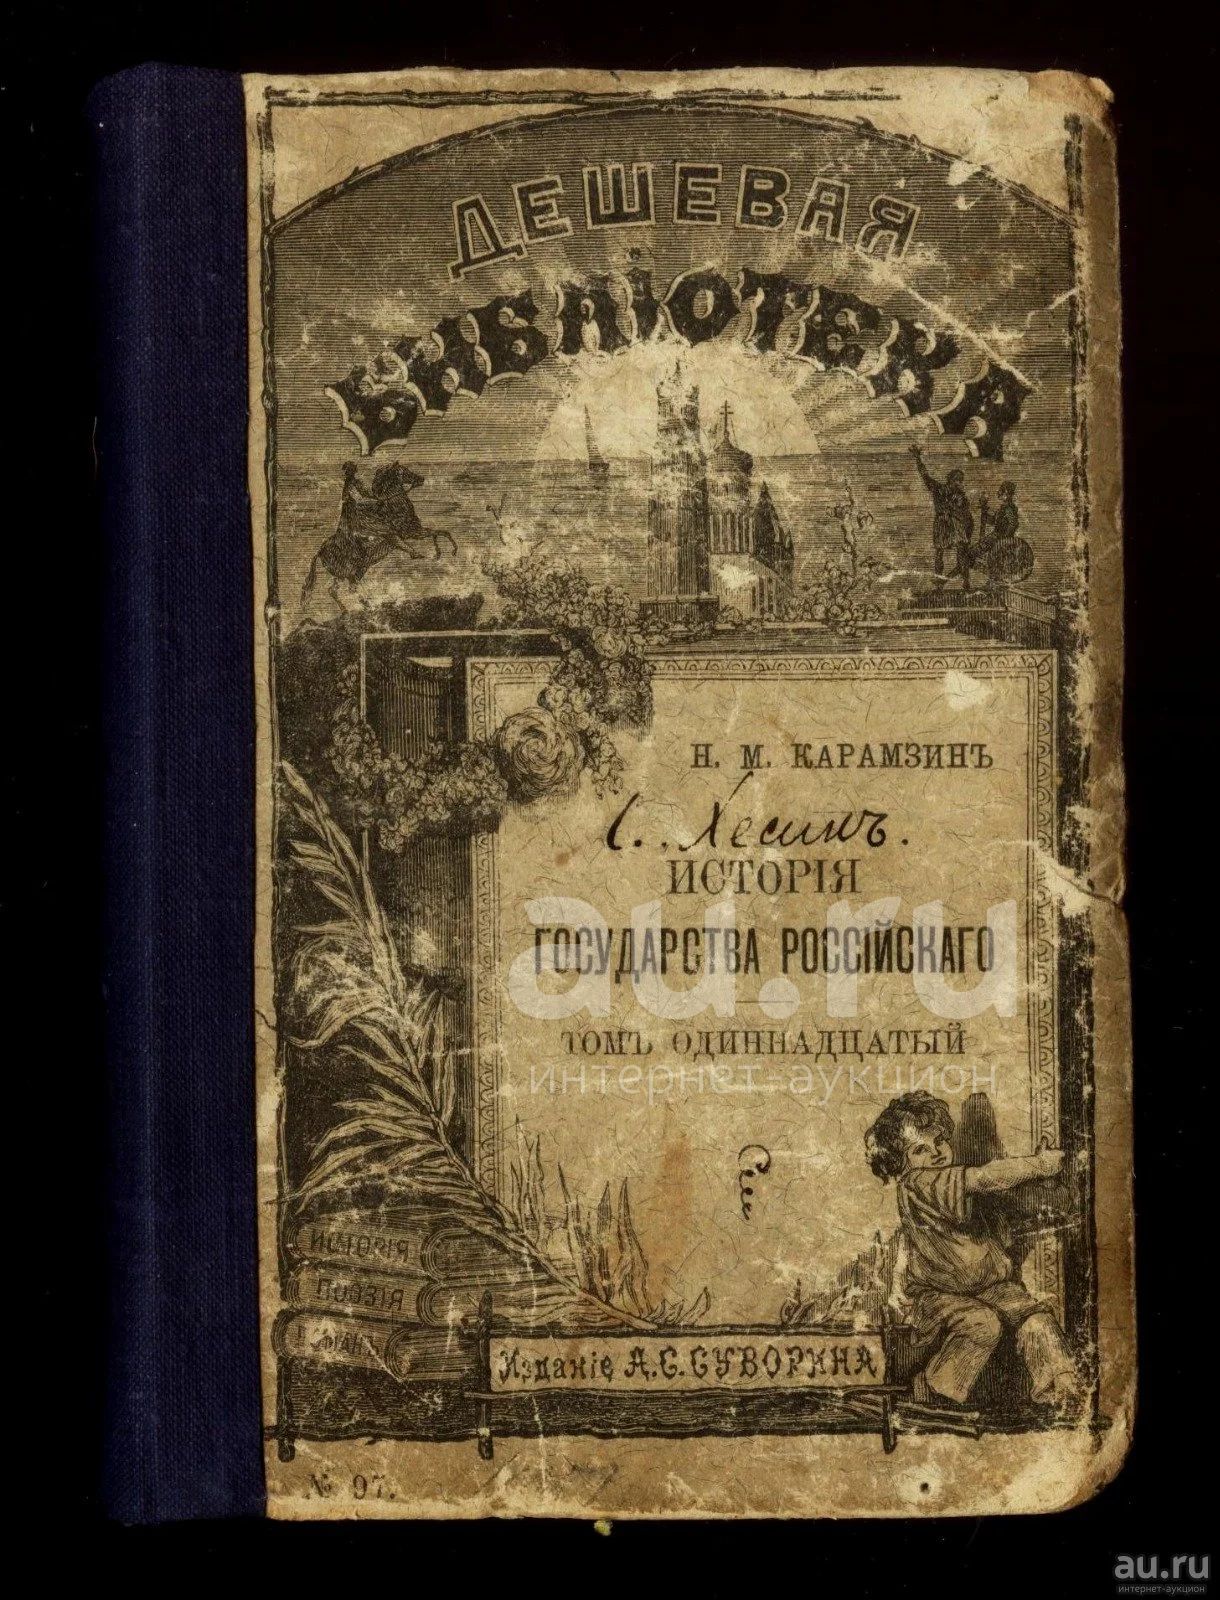 ДЕШЕВАЯ
БИБЛІОТЕКА
Н. М. КАРАМЗИНЪ
С. Хесинъ.
ИСТОРІЯ
ГОСУДАРСТВА РОССІЙСКАГО
ТОМЪ ОДИННАДЦАТЫЙ
au.ru
интернет-аукцион
ИСТОРІЯ
ПОЭЗІЯ
Изданіе А.С.СУВОРИНА
№ 97.
au.ru
интернет-аукцион